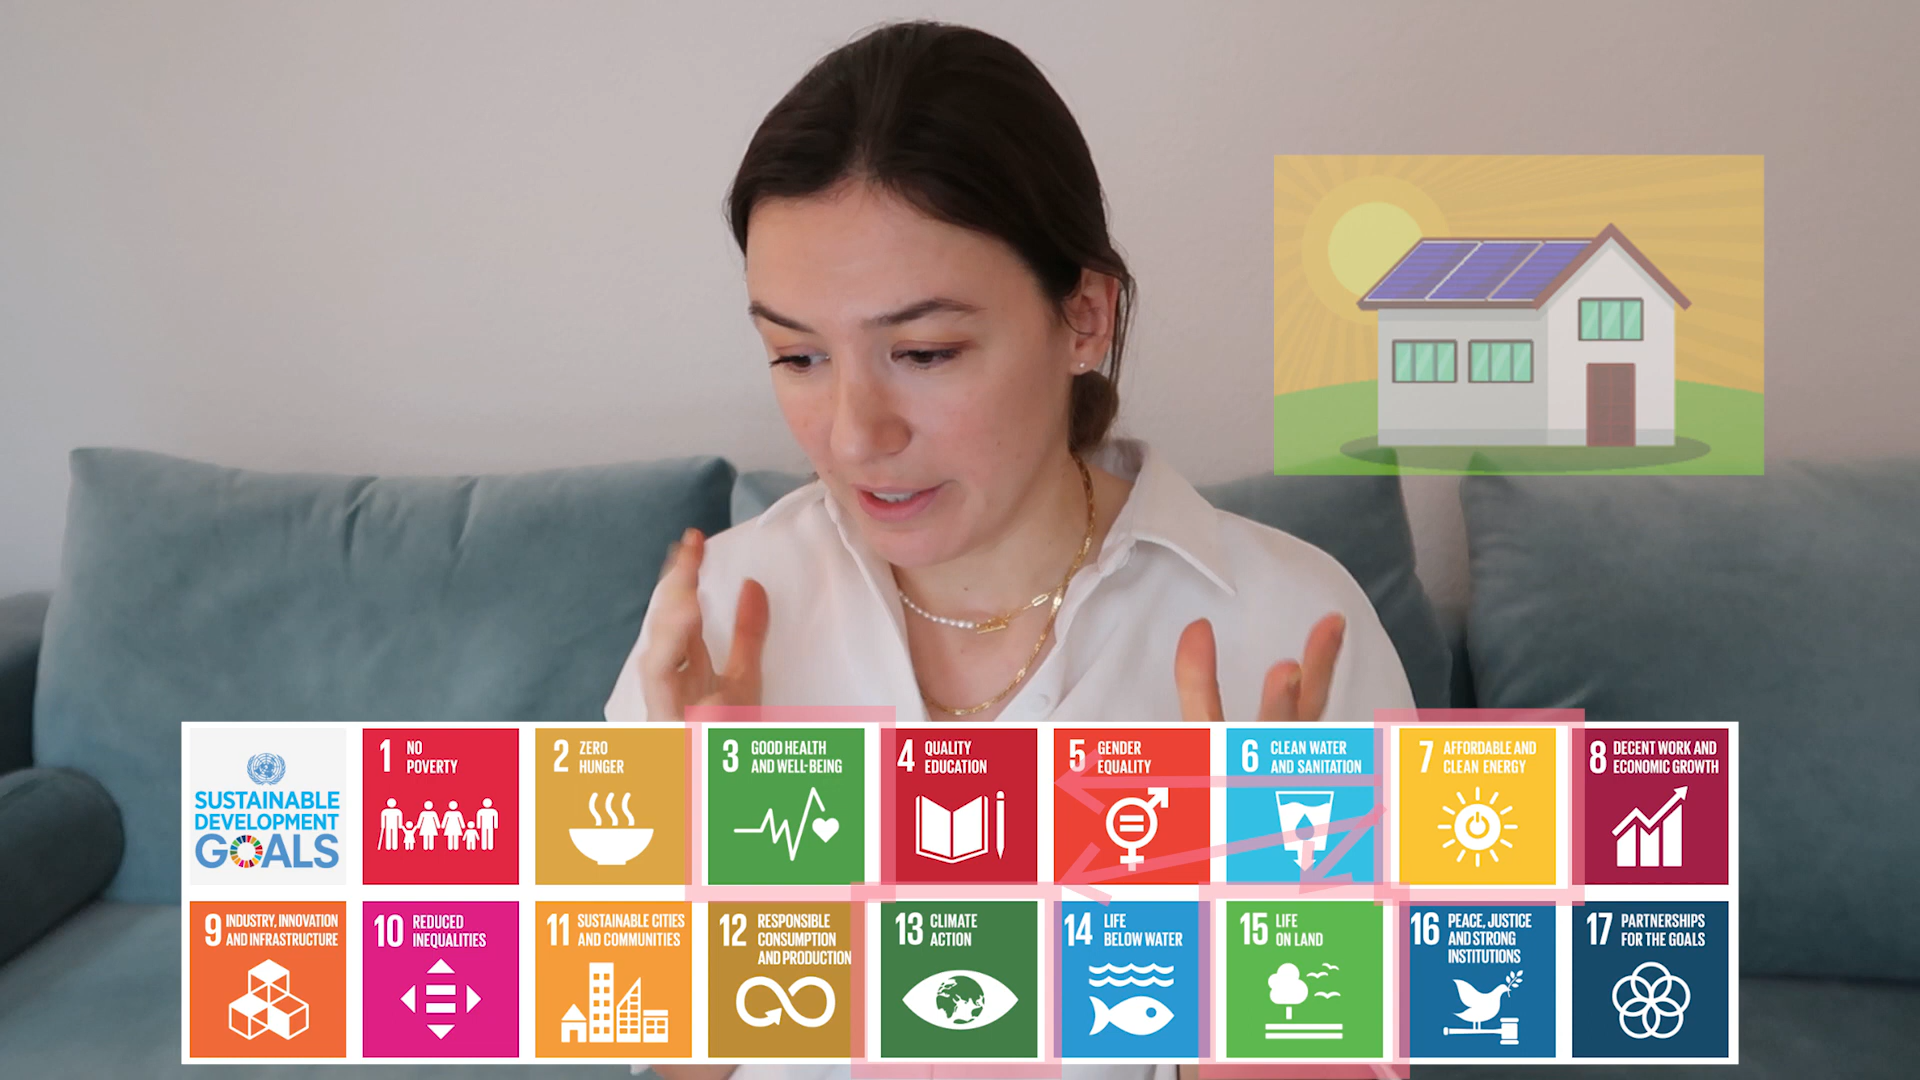 SUSTAINABLE
DEVELOPMENT
GOALS
1 NO
POVERTY
2 ZERO
HUNGER
3 GOOD HEALTH
AND WELL-BEING
4 QUALITY
EDUCATION
5 GENDER
EQUALITY
6 CLEAN WATER
AND SANITATION
7 AFFORDABLE AND
CLEAN ENERGY
8 DECENT WORK AND
ECONOMIC GROWTH
9 INDUSTRY, INNOVATION
AND INFRASTRUCTURE
10 REDUCED
INEQUALITIES
11 SUSTAINABLE CITIES
AND COMMUNITIES
12 RESPONSIBLE
CONSUMPTION
AND PRODUCTION
13 CLIMATE
ACTION
14 LIFE
BELOW WATER
15 LIFE
ON LAND
16 PEACE, JUSTICE
AND STRONG
INSTITUTIONS
17 PARTNERSHIPS
FOR THE GOALS